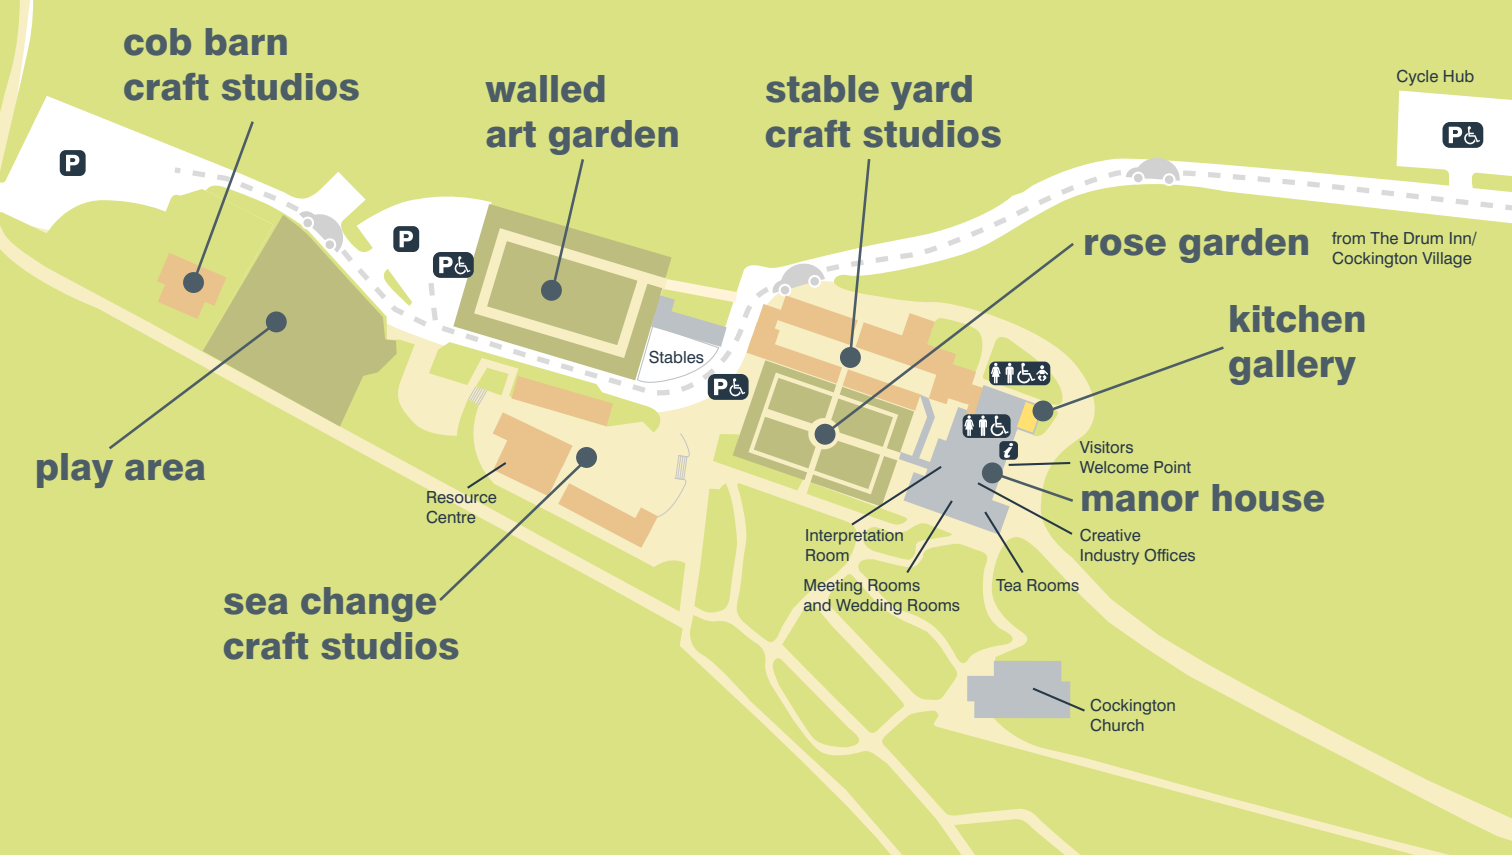 cob barn
craft studios
walled
art garden
stable yard
craft studios
Cycle Hub
P
P
P
P
P
rose garden
from The Drum Inn/
Cockington Village
kitchen
gallery
Stables
play area
Resource
Centre
i
Visitors
Welcome Point
manor house
Interpretation
Room
Creative
Industry Offices
Meeting Rooms
and Wedding Rooms
Tea Rooms
sea change
craft studios
Cockington
Church